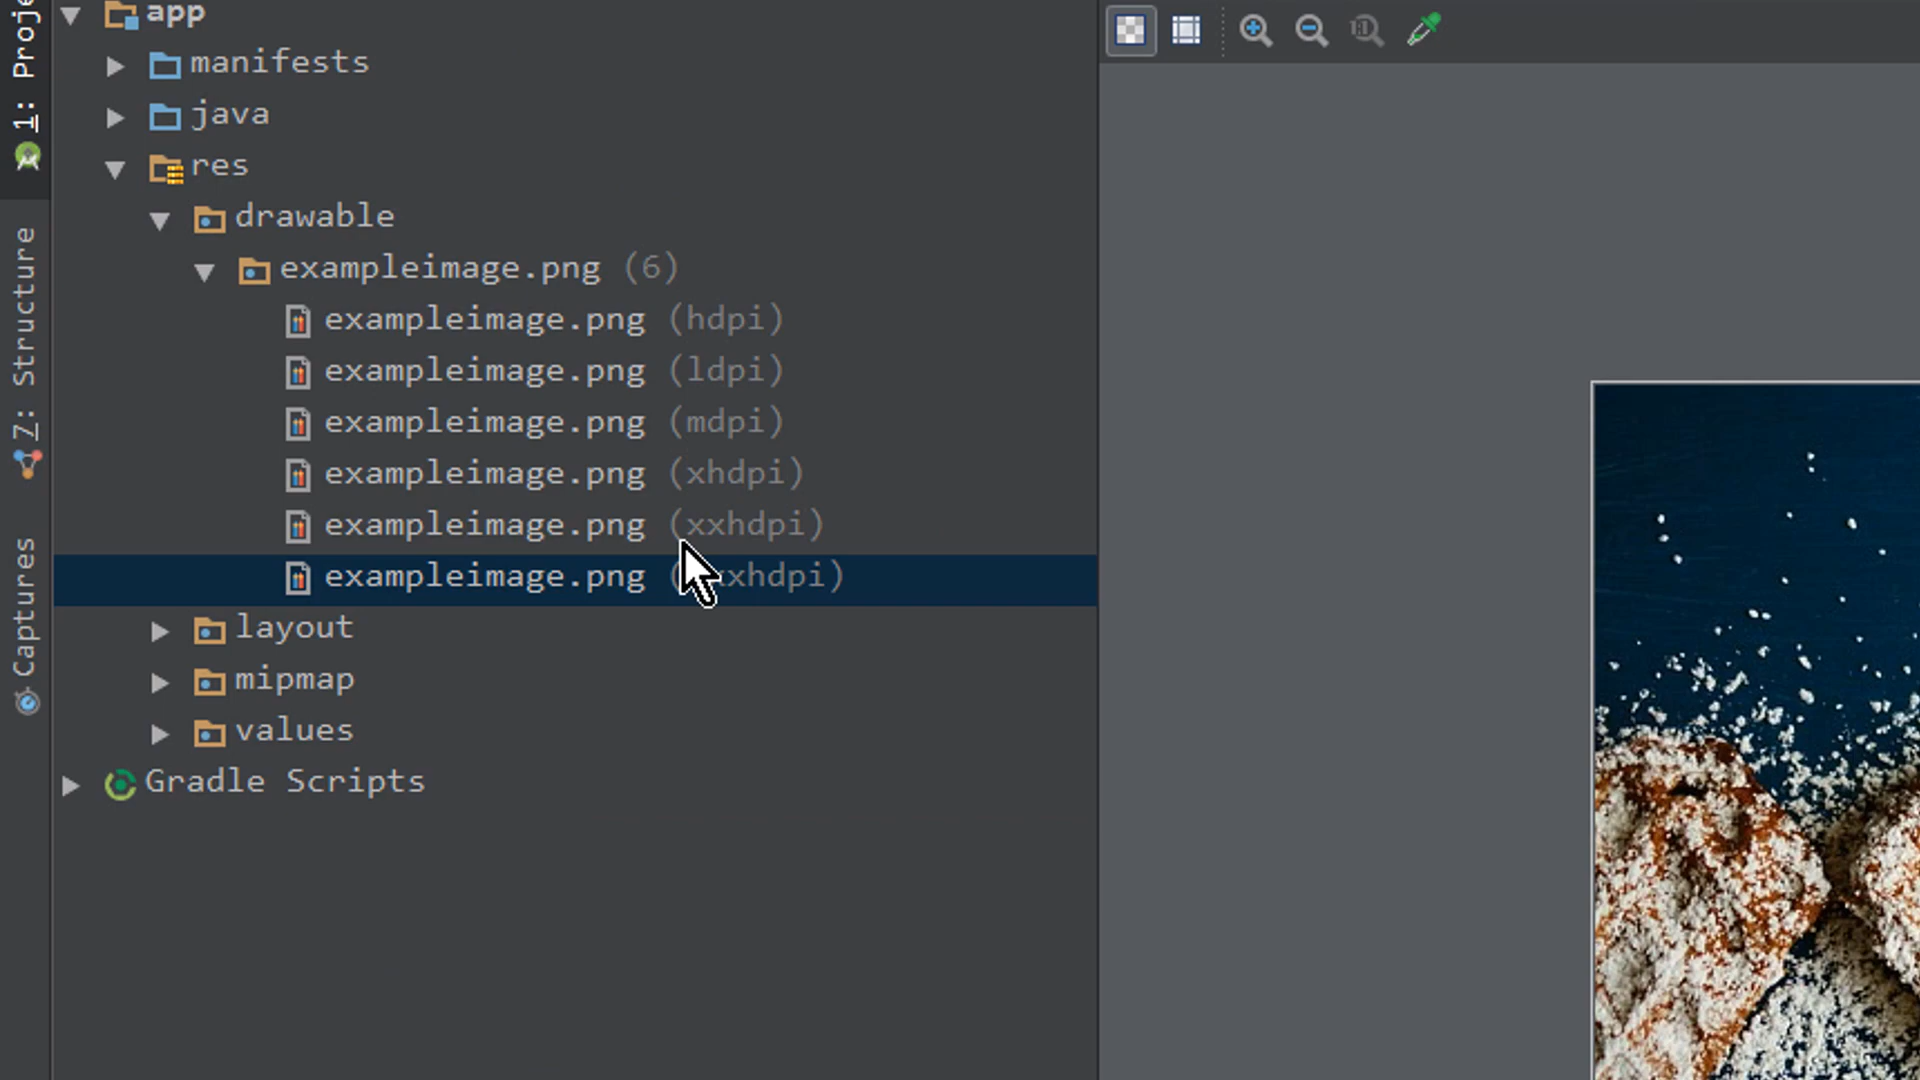 app
manifests
java
res
drawable
exampleimage.png (6)
exampleimage.png (hdpi)
exampleimage.png (ldpi)
exampleimage.png (mdpi)
exampleimage.png (xhdpi)
exampleimage.png (xxhdpi)
exampleimage.png
layout
mipmap
values
Gradle Scripts
1: Proje
7: Structure
Captures